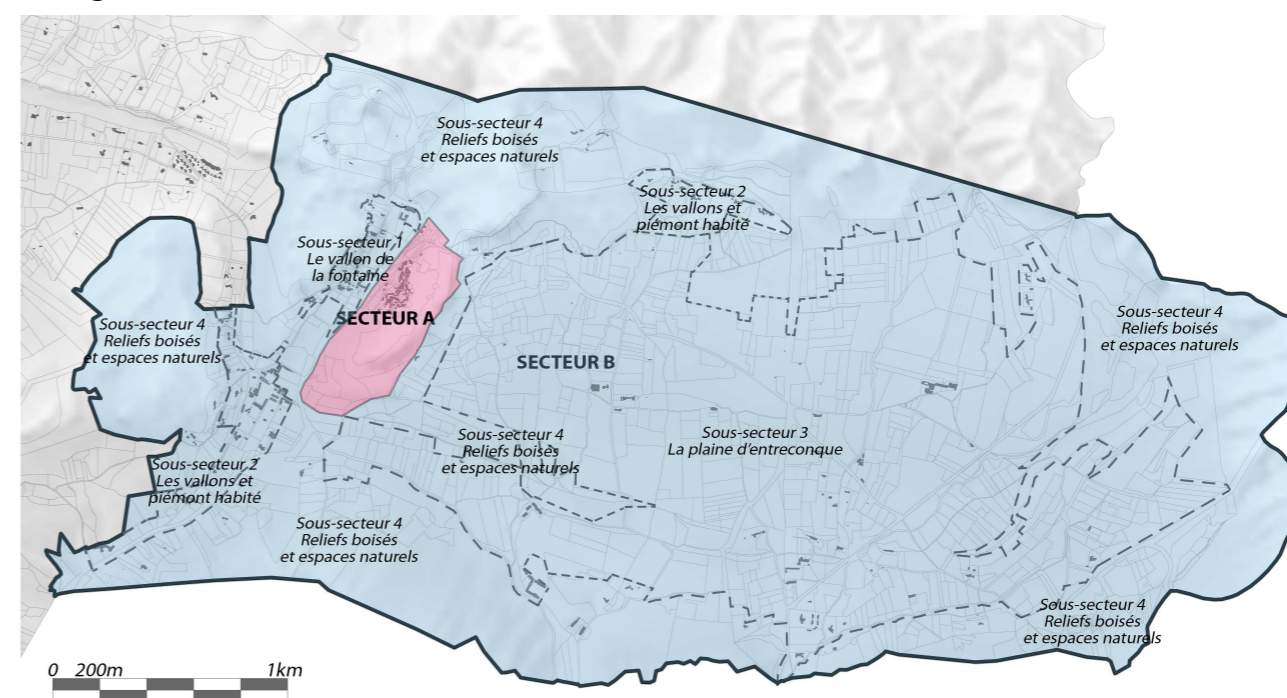 Sous-secteur 4
Reliefs boisés
et espaces naturels
Sous-secteur 2
Les vallons et
piémont habité
Sous-secteur 1
Le vallon de
la fontaine
SECTEUR A
Sous-secteur 4
Reliefs boisés
et espaces naturels
SECTEUR B
Sous-secteur 4
Reliefs boisés
et espaces naturels
Sous-secteur 4
Reliefs boisés
et espaces naturels
Sous-secteur 3
La plaine d'entreconque
Sous-secteur 2
Les vallons et
piémont habité
Sous-secteur 4
Reliefs boisés
et espaces naturels
Sous-secteur 4
Reliefs boisés
et espaces naturels
0 200m 1km